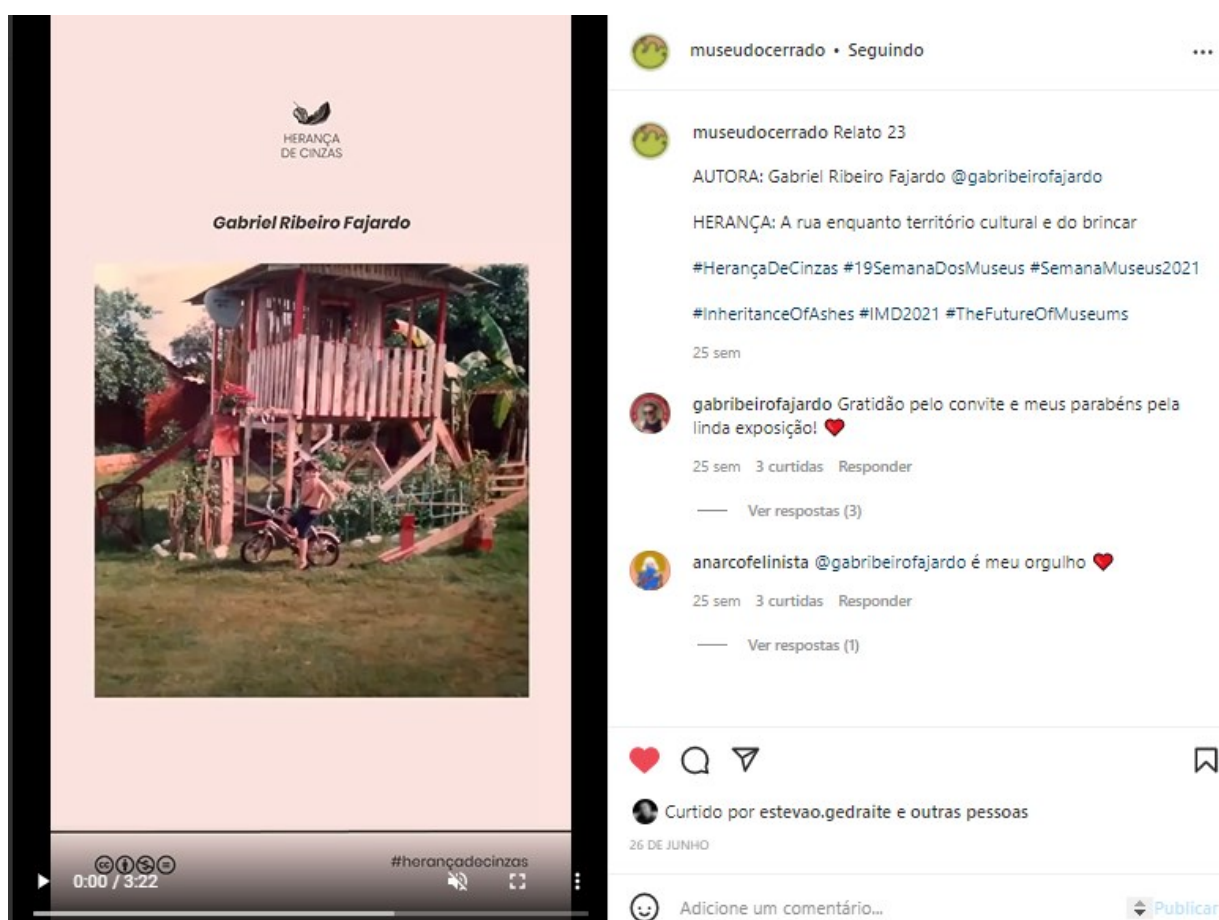 HERANÇA
DE CINZAS
Gabriel Ribeiro Fajardo
#herançadecinzas
0:00 / 3:22
museudocerrado • Seguindo
museudocerrado Relato 23
AUTORA: Gabriel Ribeiro Fajardo @gabribeirofajardo
HERANÇA: A rua enquanto território cultural e do brincar
#HerançaDeCinzas #19SemanaDosMuseus #SemanaMuseus2021
#InheritanceOfAshes #IMD2021 #TheFutureOfMuseums
25 sem
gabribeirofajardo Gratidão pelo convite e meus parabéns pela
linda exposição! ❤️
25 sem 3 curtidas Responder
Ver respostas (3)
anarcofelinista @gabribeirofajardo é meu orgulho ❤️
25 sem 3 curtidas Responder
Ver respostas (1)
Curtido por estevao.gedraite e outras pessoas
26 DE JUNHO
Adicione um comentário...
Publicar